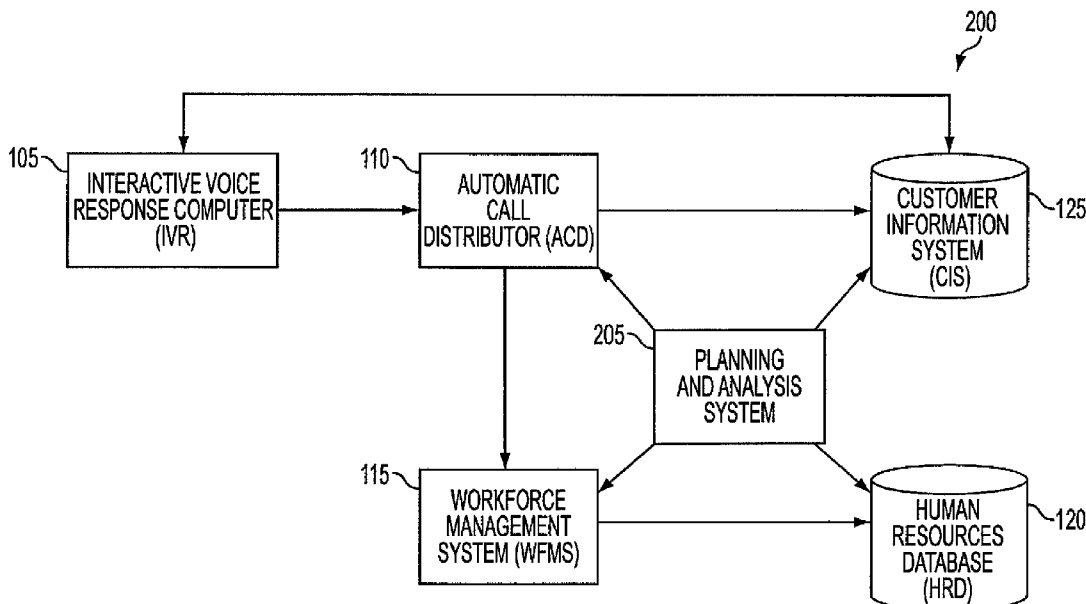 200
105
INTERACTIVE VOICE
RESPONSE COMPUTER
(IVR)
110
AUTOMATIC
CALL
DISTRIBUTOR (ACD)
CUSTOMER
INFORMATION
SYSTEM
(CIS)
125
205
PLANNING
AND ANALYSIS
SYSTEM
115
WORKFORCE
MANAGEMENT
SYSTEM (WFMS)
HUMAN
RESOURCES
DATABASE
(HRD)
120